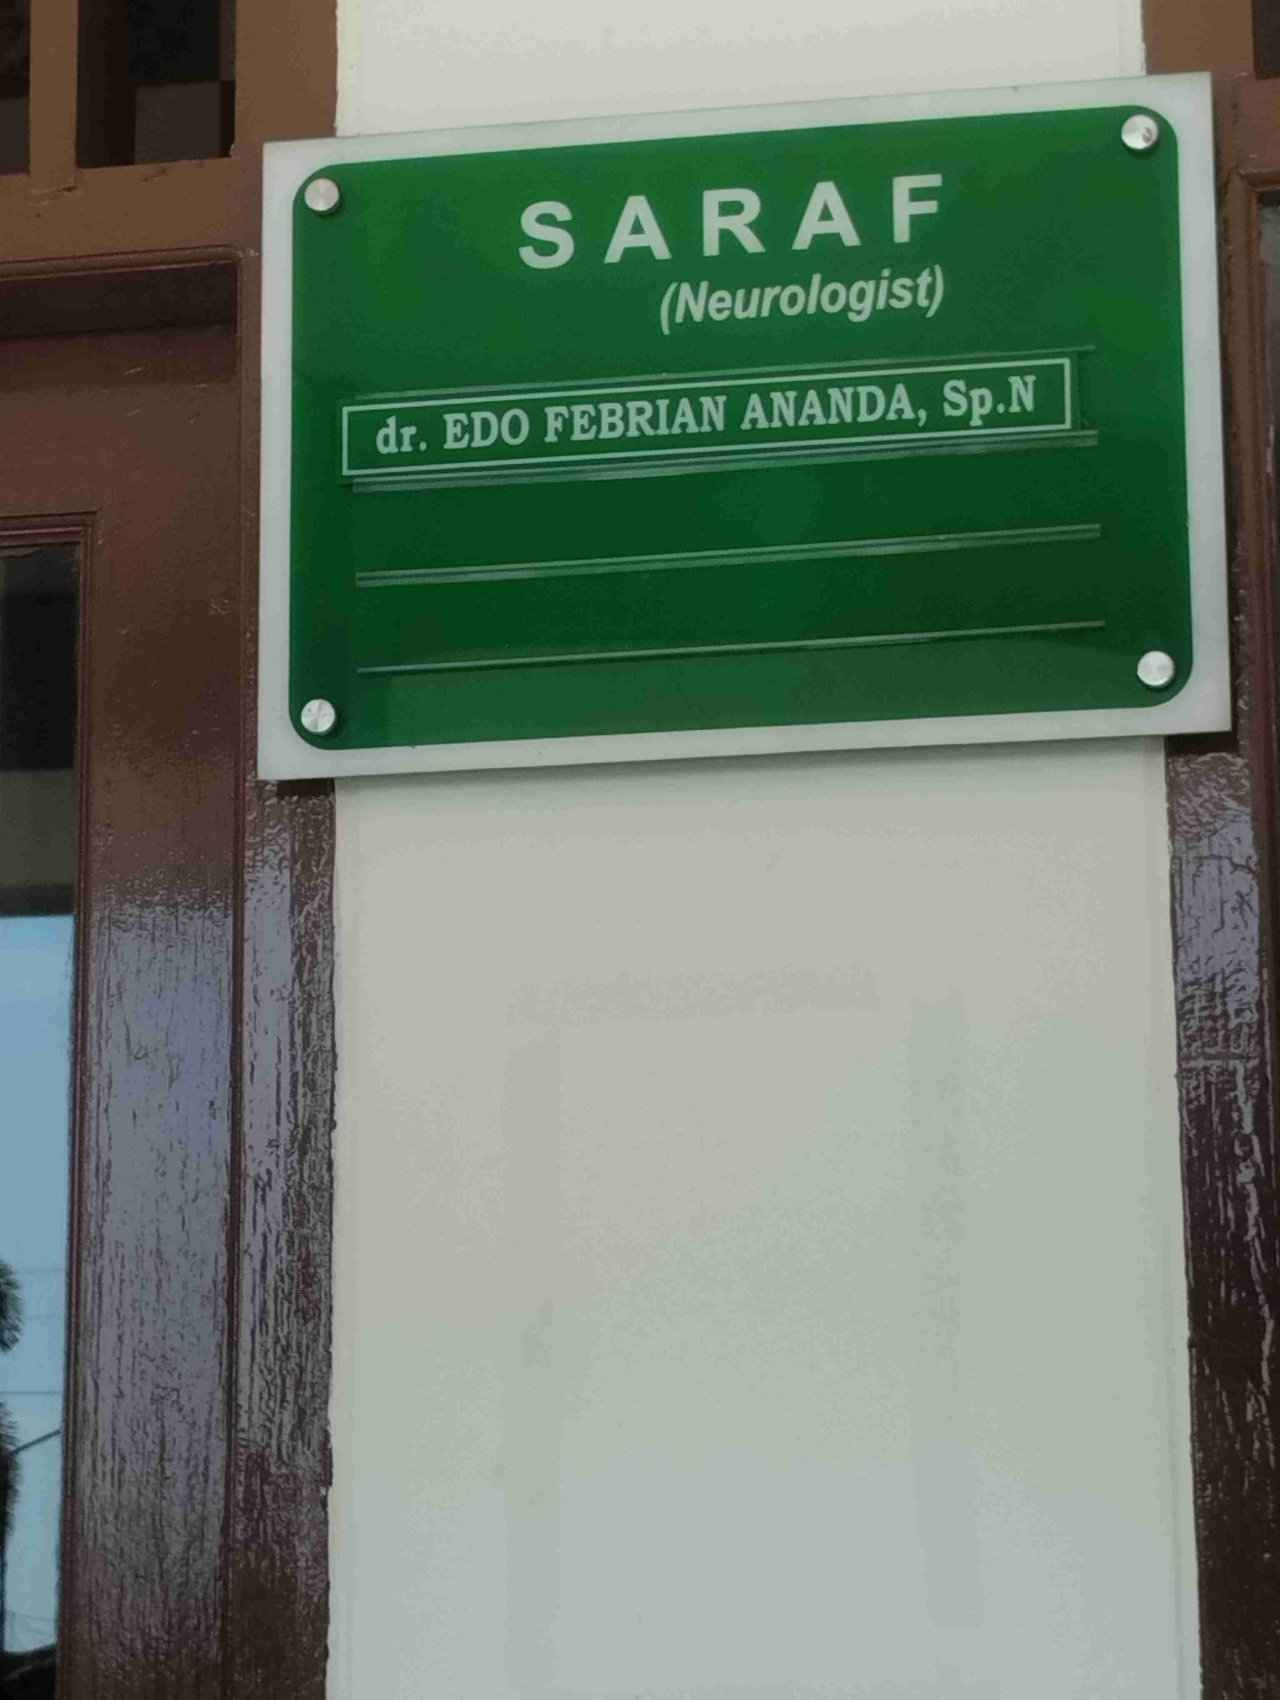 SARAF
(Neurologist)
dr. EDO FEBRIAN ANANDA, Sp.N